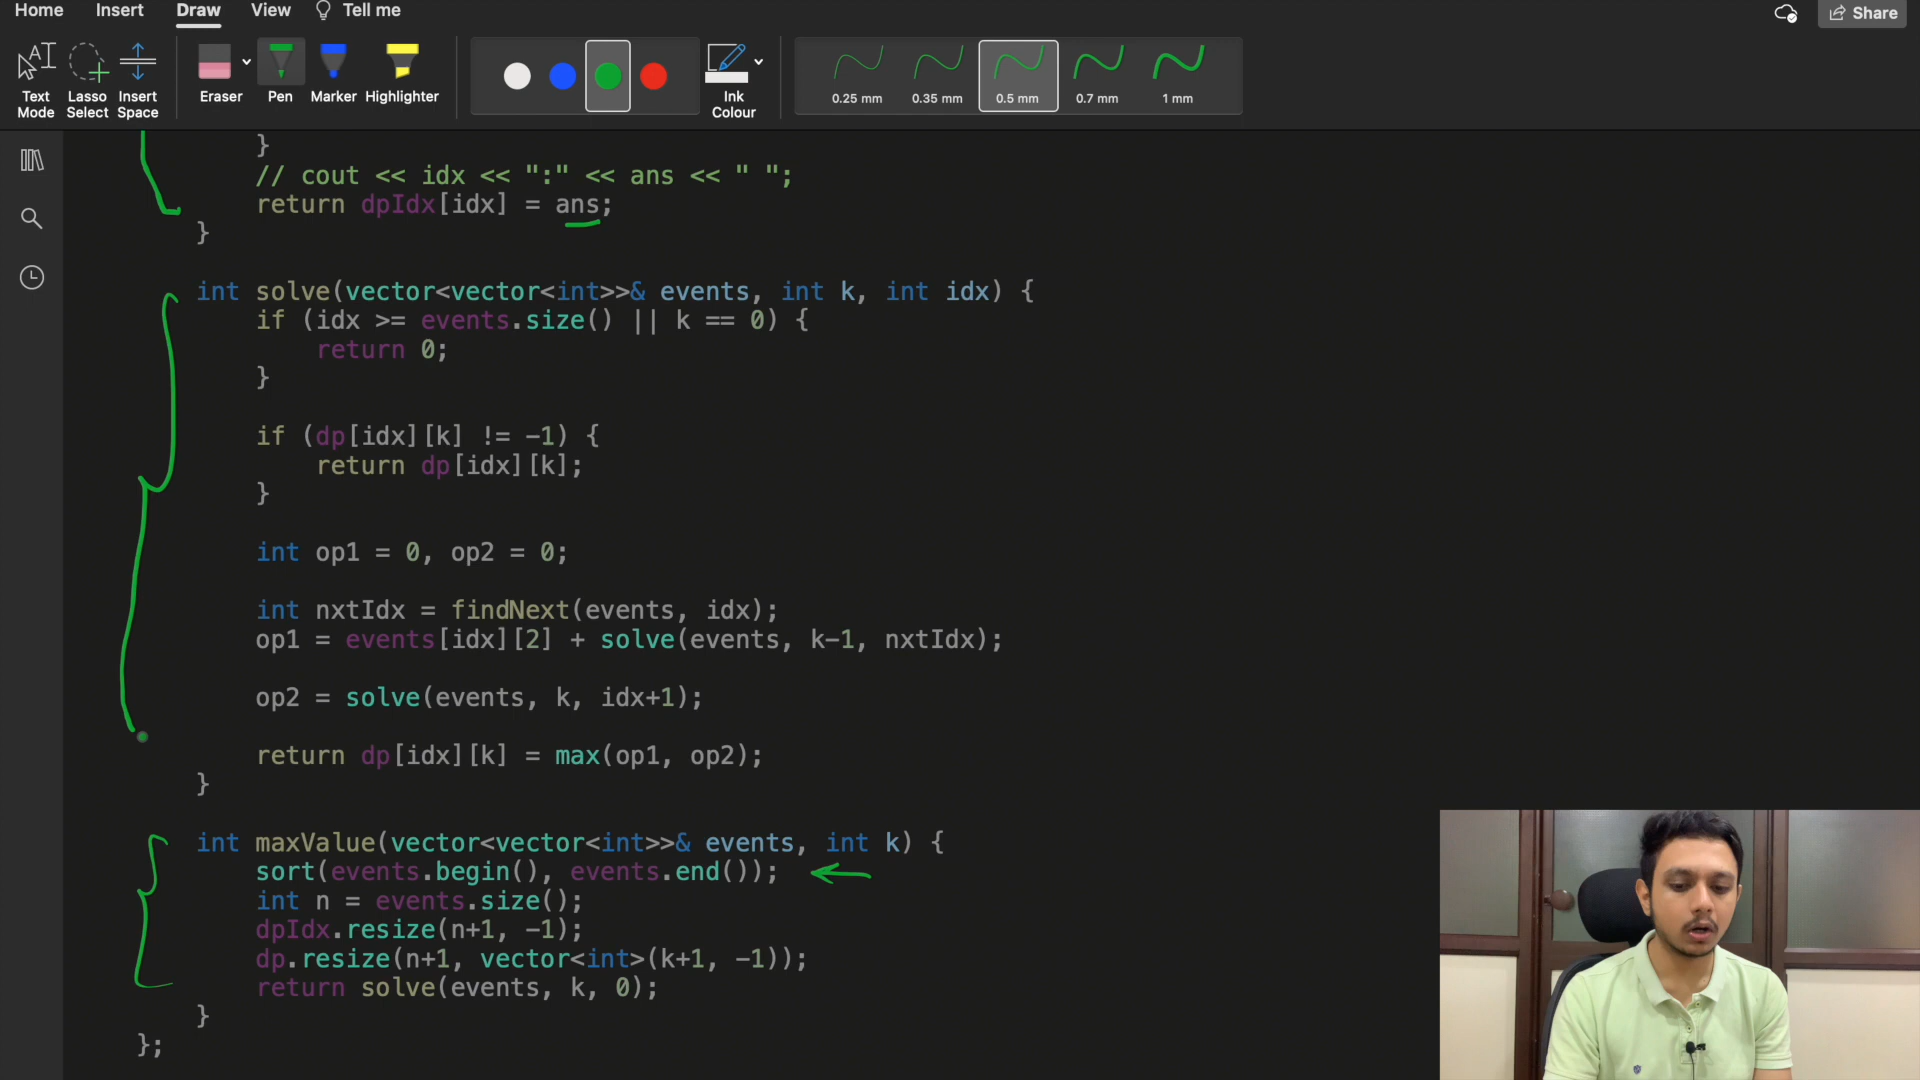 Home Insert Draw View Tell me Share
Text Mode Lasso Select Insert Space Eraser Pen Marker Highlighter Ink Colour 0.25 mm 0.35 mm 0.5 mm 0.7 mm 1 mm
}
// cout << idx << ":" << ans << " ";
return dpIdx[idx] = ans;
}
int solve(vector<vector<int>>& events, int k, int idx) {
if (idx >= events.size() || k == 0) {
return 0;
}
if (dp[idx][k] != -1) {
return dp[idx][k];
}
int op1 = 0, op2 = 0;
int nxtIdx = findNext(events, idx);
op1 = events[idx][2] + solve(events, k-1, nxtIdx);
op2 = solve(events, k, idx+1);
return dp[idx][k] = max(op1, op2);
}
int maxValue(vector<vector<int>>& events, int k) {
sort(events.begin(), events.end());
int n = events.size();
dpIdx.resize(n+1, -1);
dp.resize(n+1, vector<int>(k+1, -1));
return solve(events, k, 0);
}
};